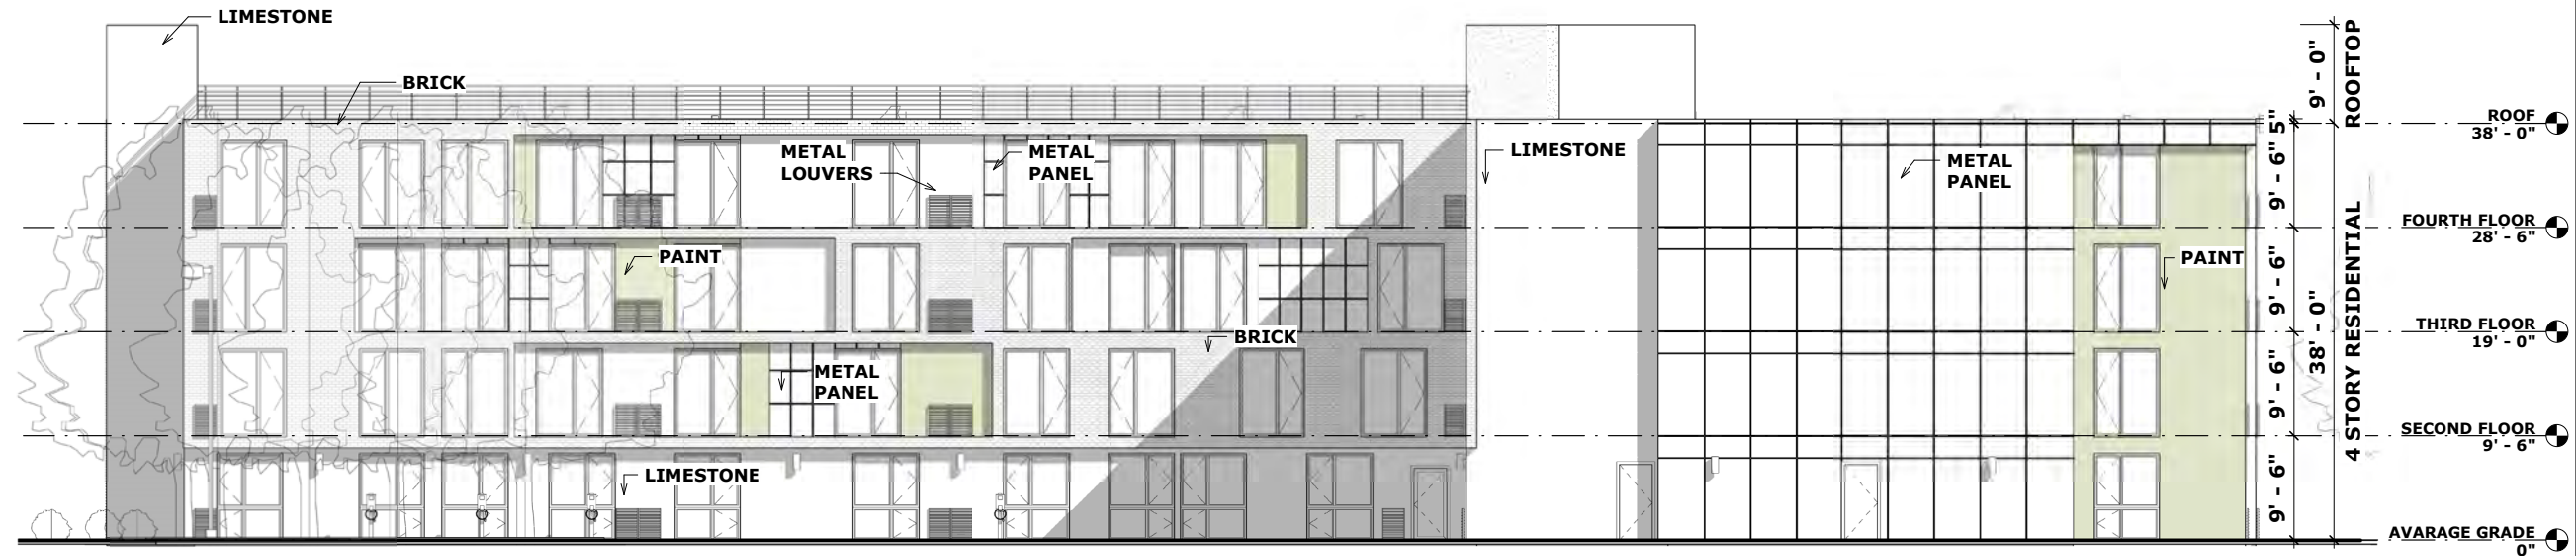 LIMESTONE
BRICK
METAL
LOUVERS
METAL
PANEL
LIMESTONE
METAL
PANEL
PAINT
PAINT
BRICK
METAL
PANEL
LIMESTONE
9' - 0"
ROOFTOP
5"
9' - 6"
9' - 6"
9' - 6"
9' - 6"
38' - 0"
4 STORY RESIDENTIAL
ROOF
38' - 0"
FOURTH FLOOR
28' - 6"
THIRD FLOOR
19' - 0"
SECOND FLOOR
9' - 6"
AVARAGE GRADE
0"